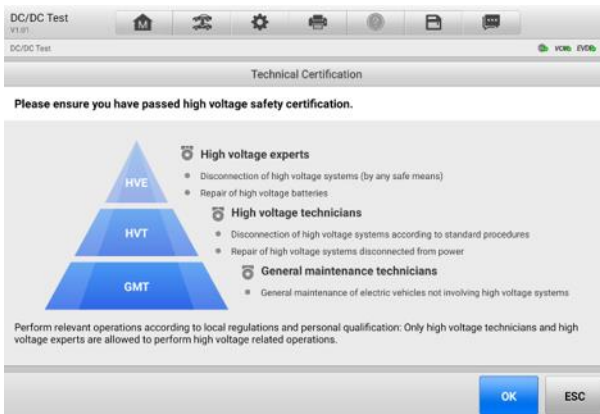 DC/DC Test
V1.01
DC/DC Test
VCMI EVDB
Technical Certification
Please ensure you have passed high voltage safety certification.
High voltage experts
HVE
Disconnection of high voltage systems (by any safe means)
Repair of high voltage batteries
High voltage technicians
HVT
Disconnection of high voltage systems according to standard procedures
Repair of high voltage systems disconnected from power
General maintenance technicians
GMT
General maintenance of electric vehicles not involving high voltage systems
Perform relevant operations according to local regulations and personal qualification: Only high voltage technicians and high
voltage experts are allowed to perform high voltage related operations.
OK
ESC